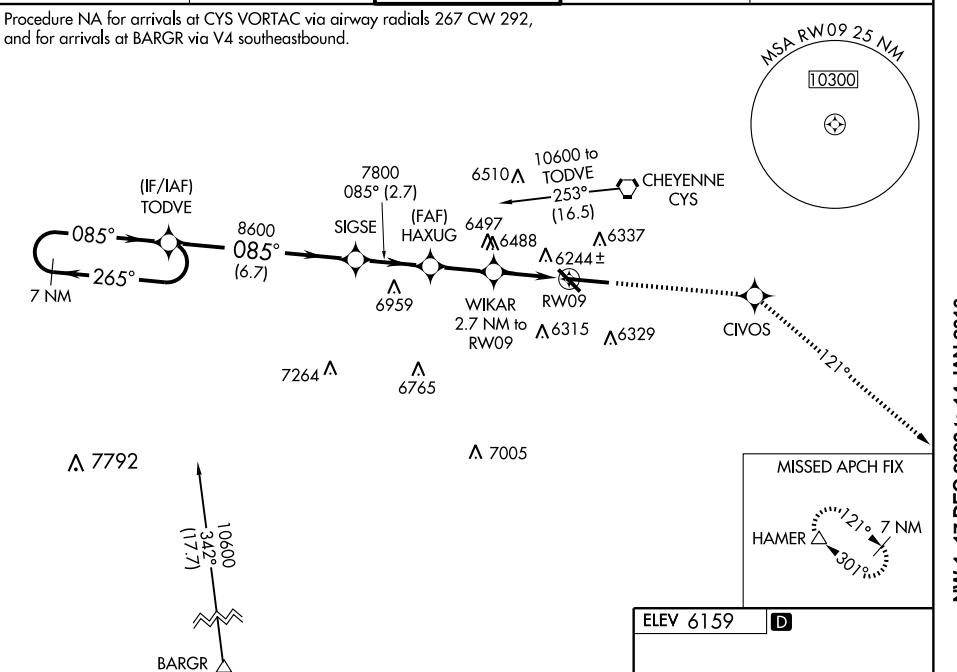 Procedure NA for arrivals at CYS VORTAC via airway radials 267 CW 292,
and for arrivals at BARGR via V4 southeastbound.
MSA RW09 25 NM
10300
(IF/IAF)
TODVE
085°
265°
7 NM
8600
085°
(6.7)
SIGSE
7800
085° (2.7)
(FAF)
HAXUG
6510
10600 to
TODVE
253°
(16.5)
CHEYENNE
CYS
6497
6488
6337
6244±
6959
WIKAR
2.7 NM to
RW09
RW09
6315
6329
CIVOS
121°
7264
6765
7005
7792
10600
342°
(17.7)
BARGR
MISSED APCH FIX
HAMER
121°
7 NM
301°
ELEV 6159
D